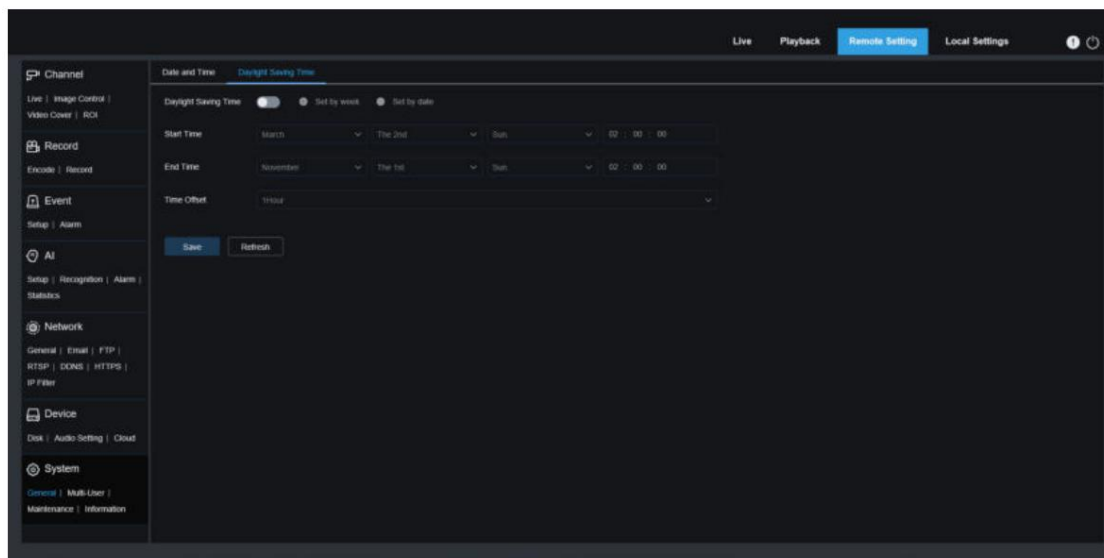 Live Playback Remote Setting Local Settings
Channel
Live | Image Control |
Video Cover | ROI
Record
Encode | Record
Event
Setup | Alarm
AI
Setup | Recognition | Alarm |
Statistics
Network
General | Email | FTP |
RTSP | DDNS | HTTPS |
IP Filter
Device
Disk | Audio Setting | Cloud
System
General | Multi-User |
Maintenance | Information
Date and Time Daylight Saving Time
Daylight Saving Time Set by week Set by date
Start Time March The 2nd Sun. 02 : 00 : 00
End Time November The 1st Sun. 02 : 00 : 00
Time Offset 1Hour
Save Refresh